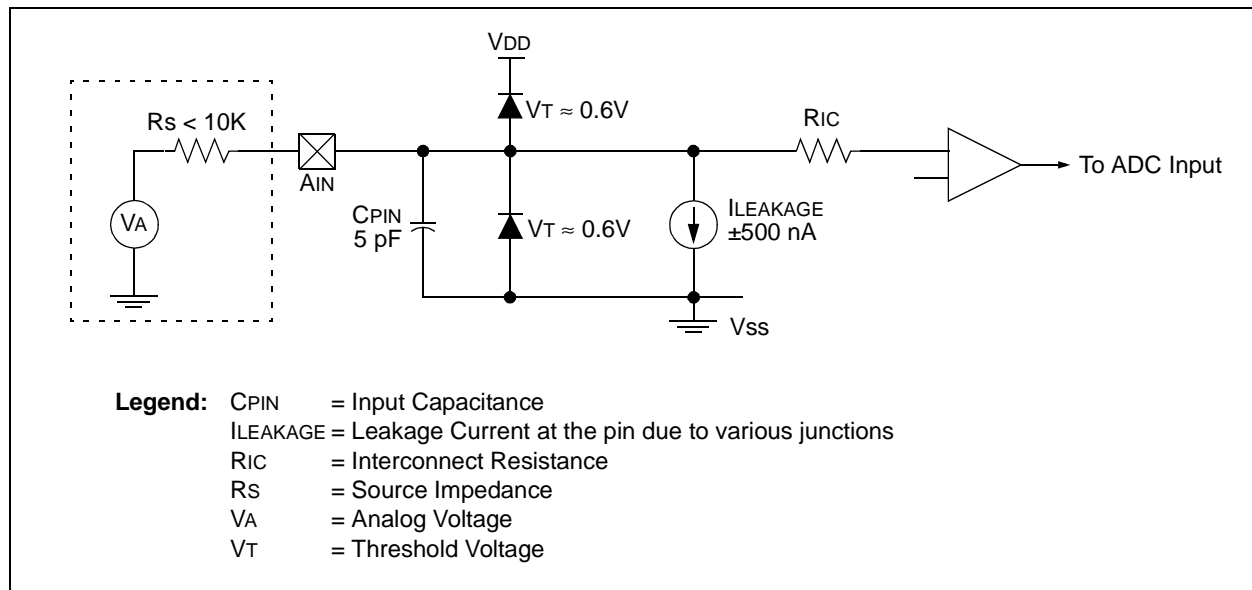 VDD
VT ≈ 0.6V
Rs < 10K
RIC
AIN
To ADC Input
VA
CPIN
5 pF
VT ≈ 0.6V
ILEAKAGE
±500 nA
Vss
Legend: CPIN = Input Capacitance
ILEAKAGE = Leakage Current at the pin due to various junctions
RIC = Interconnect Resistance
RS = Source Impedance
VA = Analog Voltage
VT = Threshold Voltage